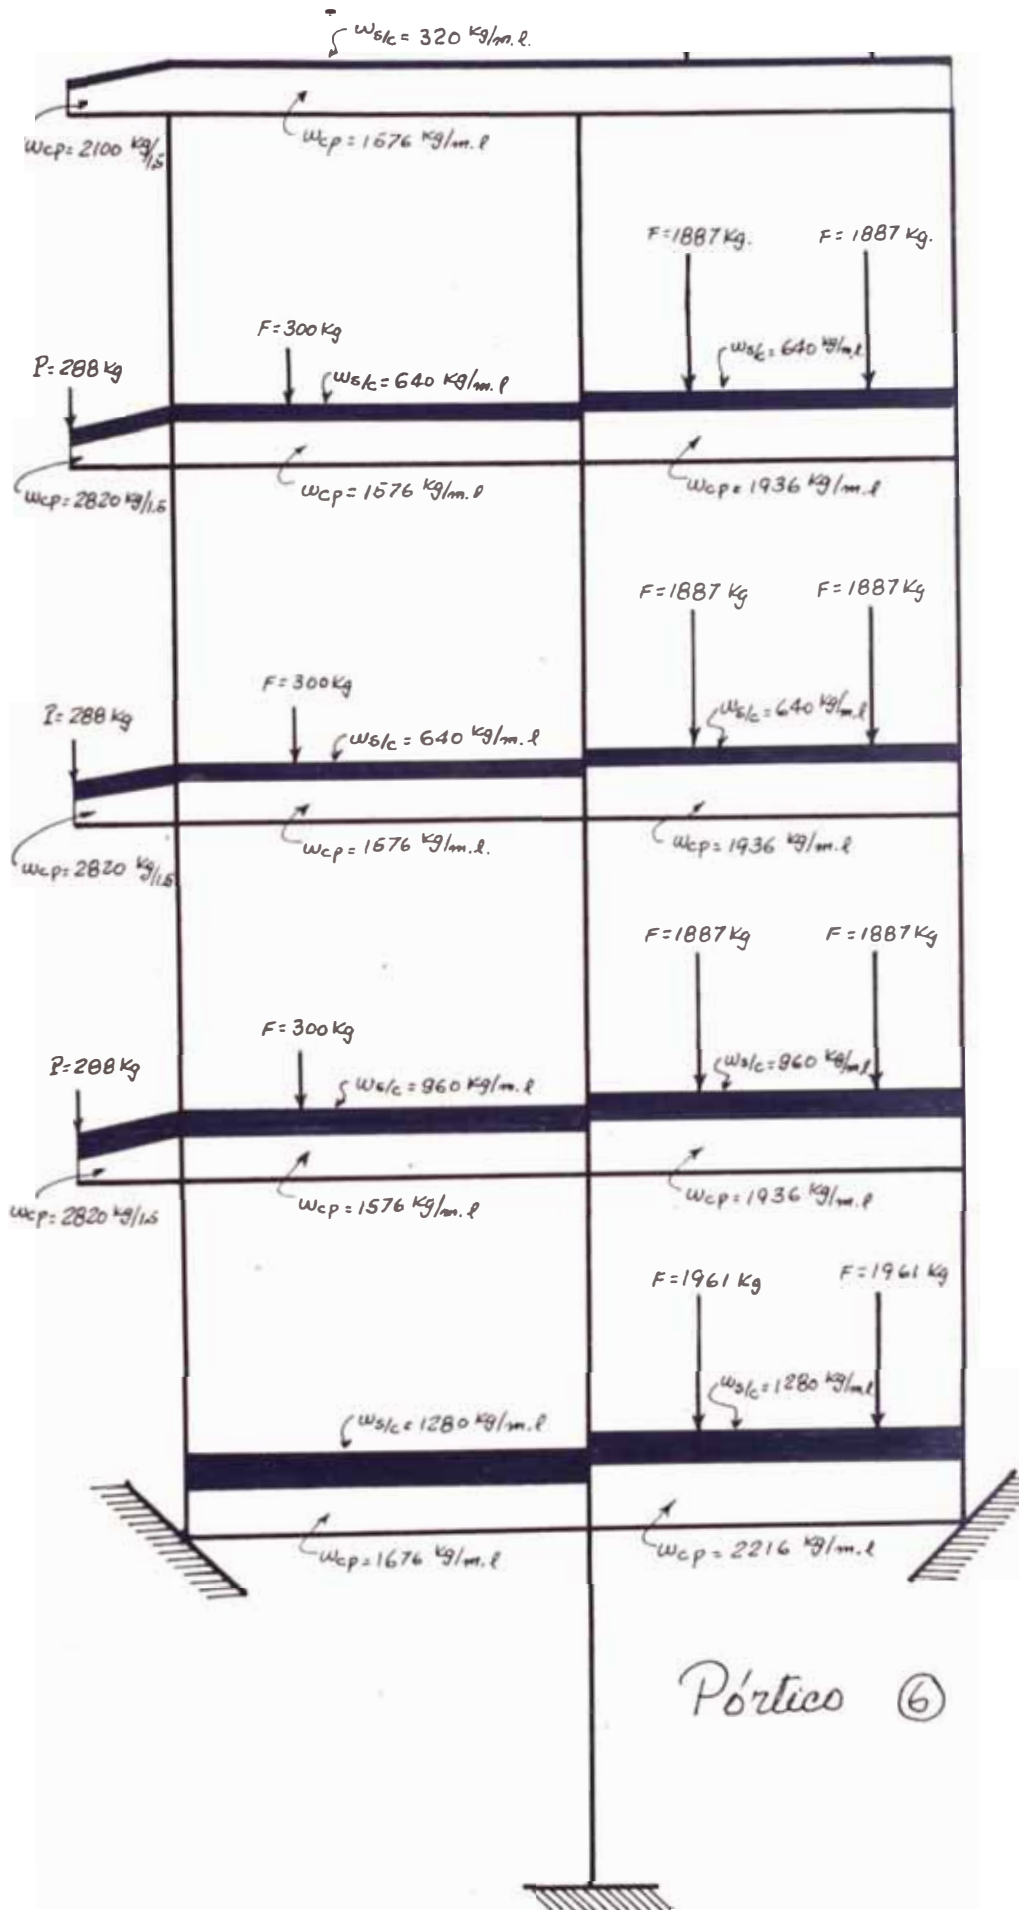 ws/c = 320 kg/m.l.
wcp = 2100 kg/1.5
wcp = 1576 kg/m.l
F=1887 Kg.
F=1887 Kg.
F=300 Kg
ws/c = 640 kg/m.l
P=288 kg
ws/c = 640 kg/m.l
wcp = 2820 kg/1.5
wcp = 1576 kg/m.l
wcp = 1936 kg/m.l
F=1887 Kg
F=1887 Kg
F=300 Kg
ws/c = 640 kg/m.l
P=288 kg
ws/c = 640 kg/m.l
wcp = 2820 kg/1.5
wcp = 1576 kg/m.l.
wcp = 1936 kg/m.l
F=1887 Kg
F=1887 Kg
F=300 Kg
P=288 kg
ws/c = 960 kg/m.l
ws/c = 960 kg/m.l
wcp = 2820 kg/1.5
wcp = 1576 kg/m.l
wcp = 1936 kg/m.l
F=1961 Kg
F=1961 Kg
ws/c = 1280 kg/m.l
ws/c = 1280 kg/m.l
wcp = 1676 kg/m.l
wcp = 2216 kg/m.l
Pórtico 6